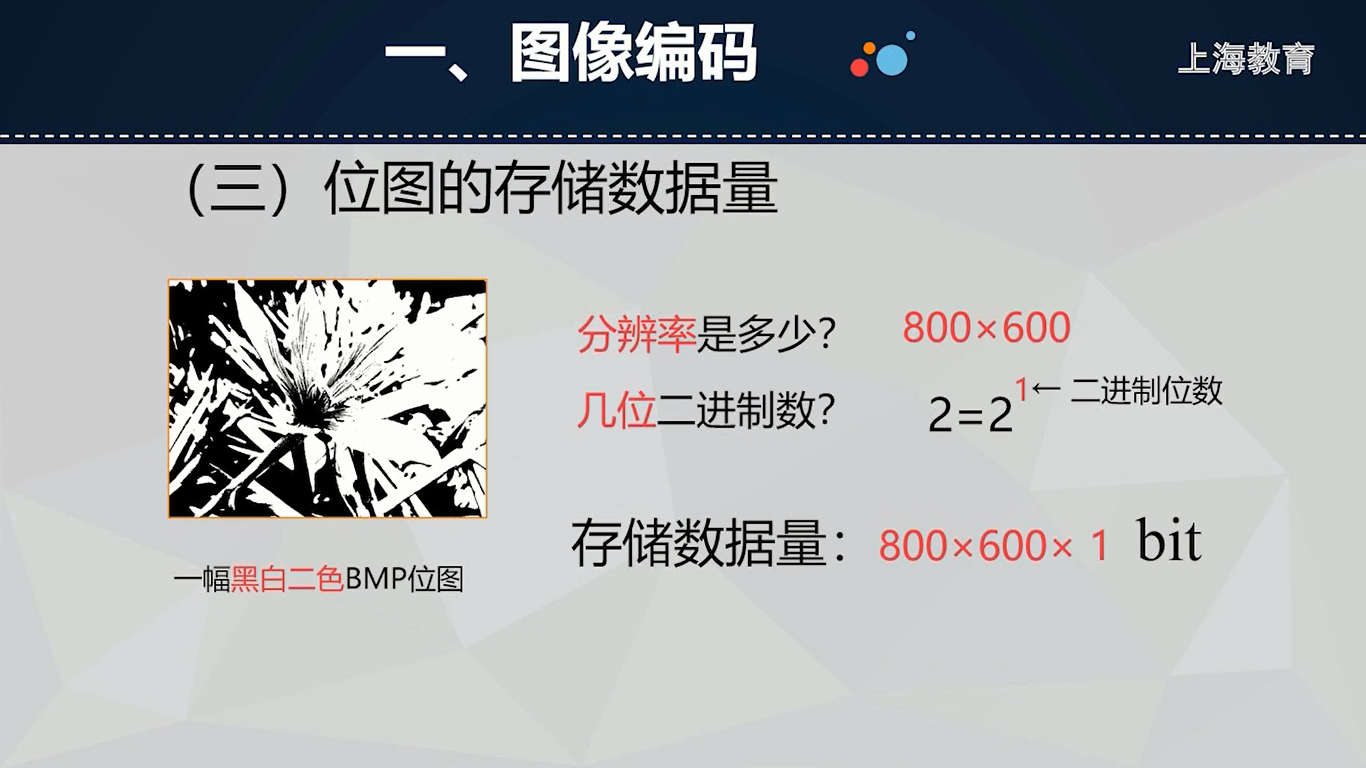 一、图像编码
上海教育
（三）位图的存储数据量
分辨率是多少？ 800×600
几位二进制数？ 2=2¹← 二进制位数
存储数据量：800×600× 1 bit
一幅黑白二色BMP位图